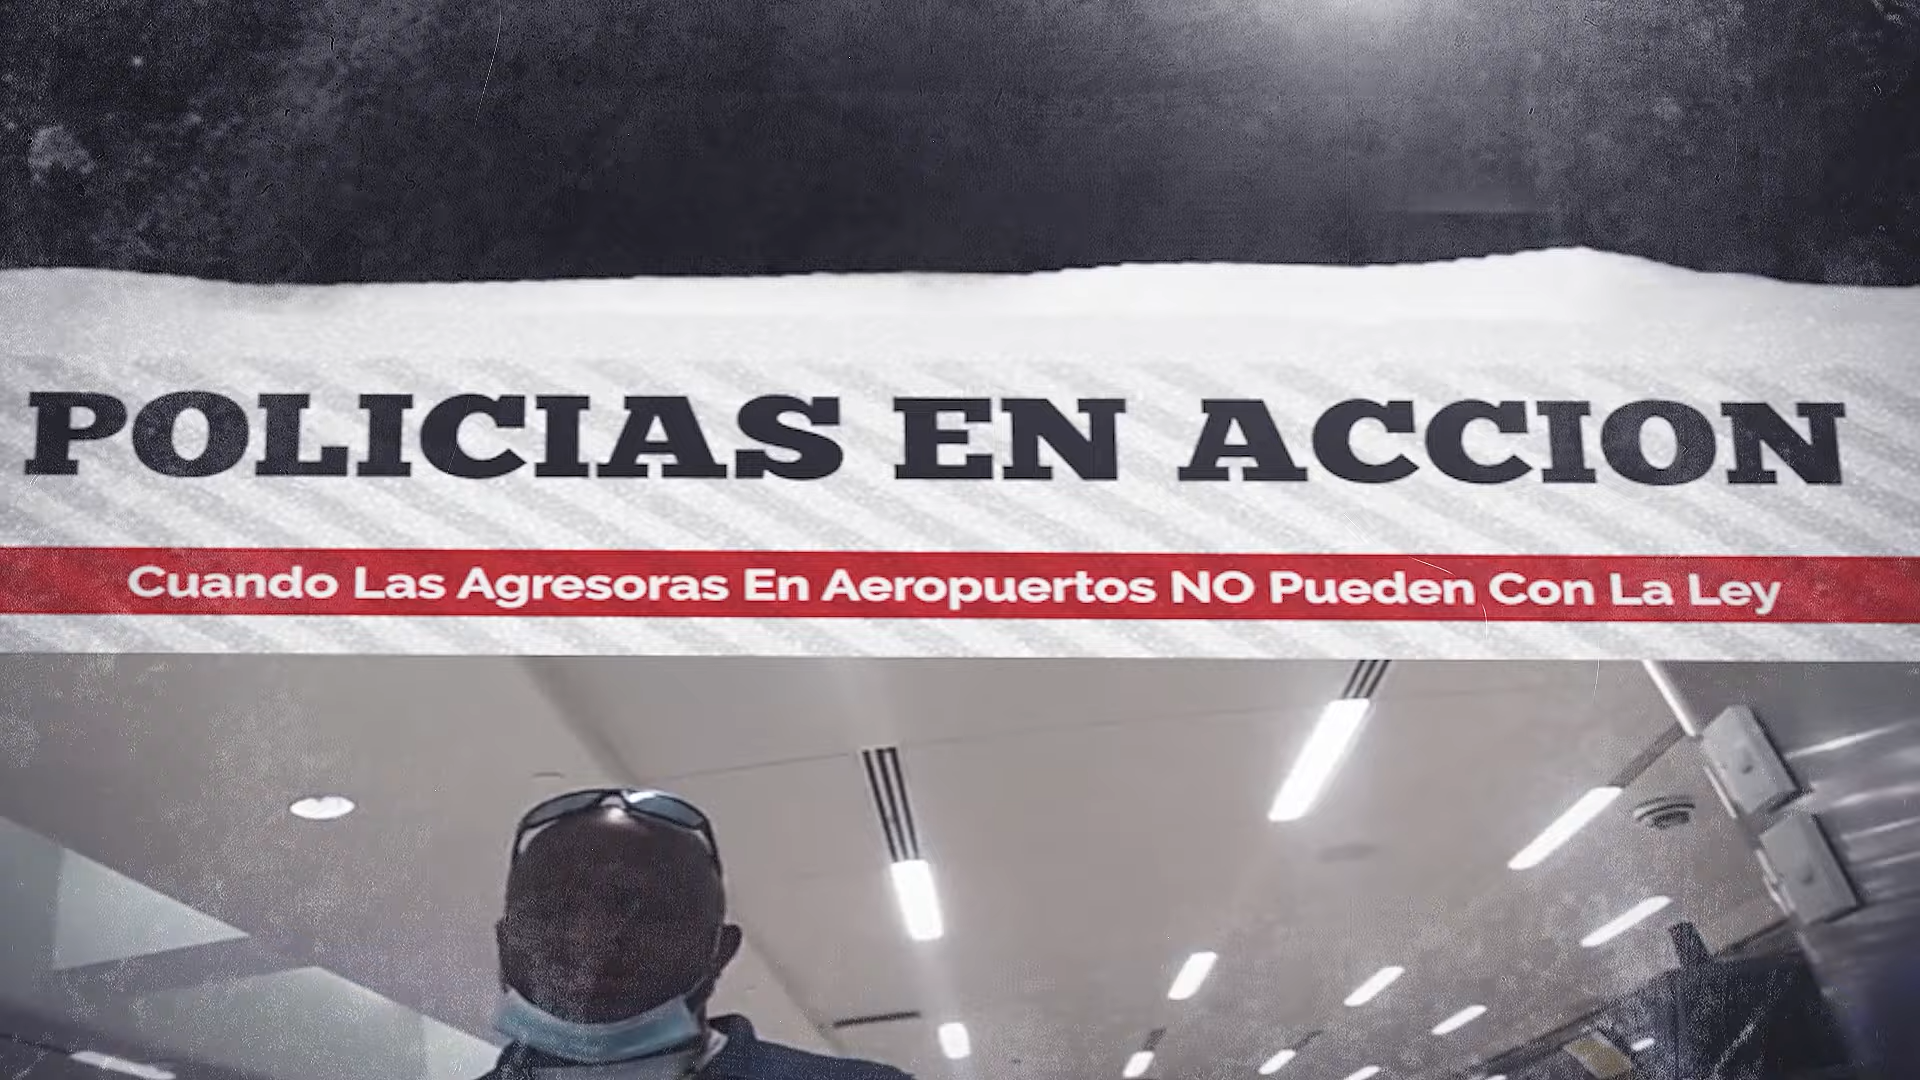 POLICIAS EN ACCION
Cuando Las Agresoras En Aeropuertos NO Pueden Con La Ley